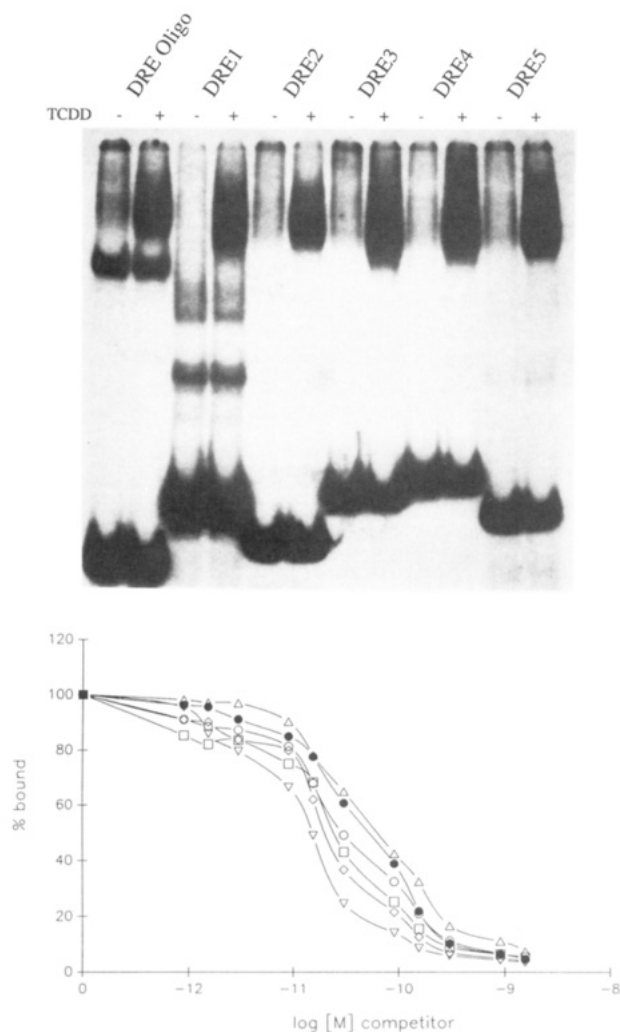 DRE Oligo DRE1 DRE2 DRE3 DRE4 DRE5
TCDD - + - + - + - + - + - +
120
100
80
60
40
20
0
% bound
0 -12 -11 -10 -9 -8
log [M] competitor